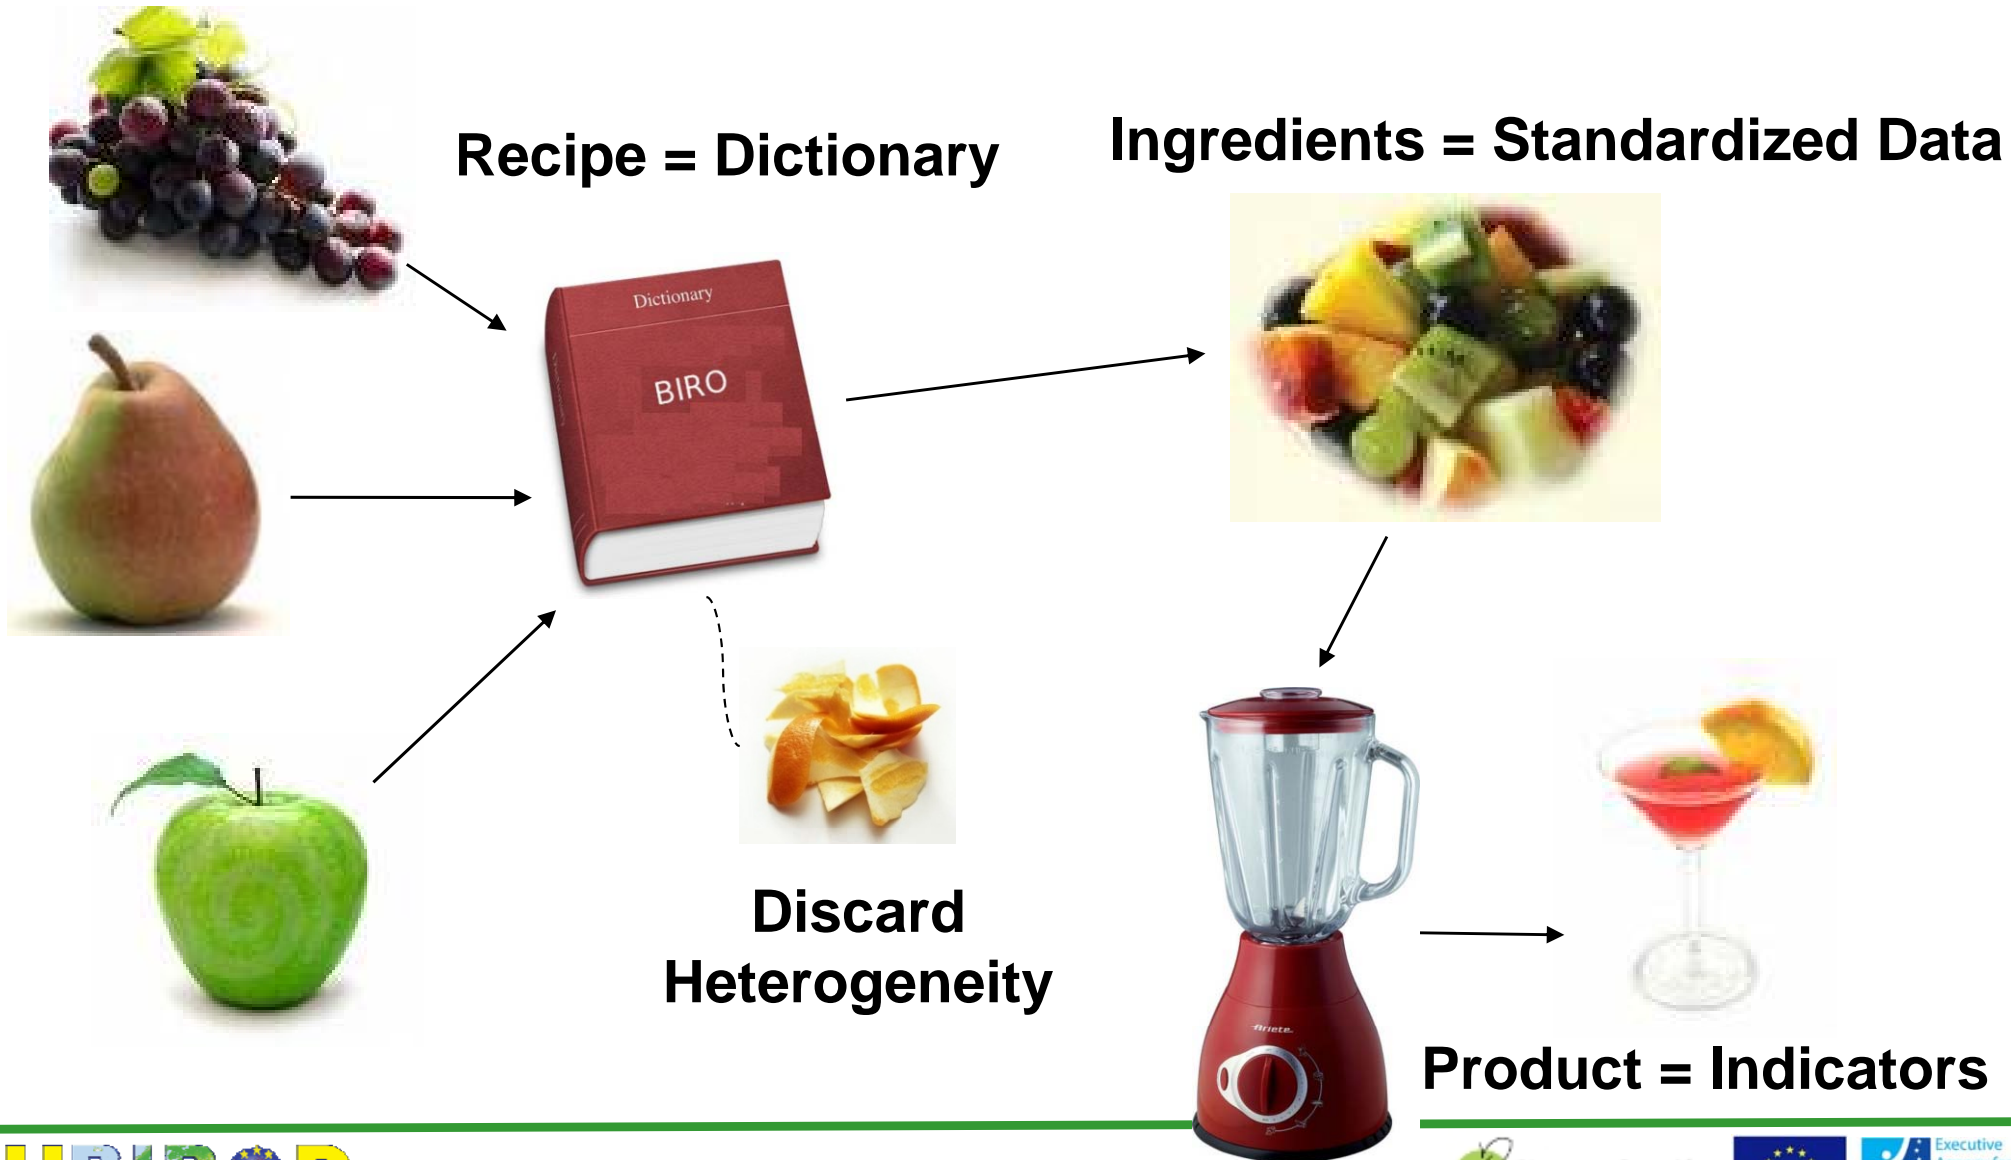 Recipe = Dictionary
Ingredients = Standardized Data
Dictionary
BIRO
Discard
Heterogeneity
Ariete
Product = Indicators
Executive